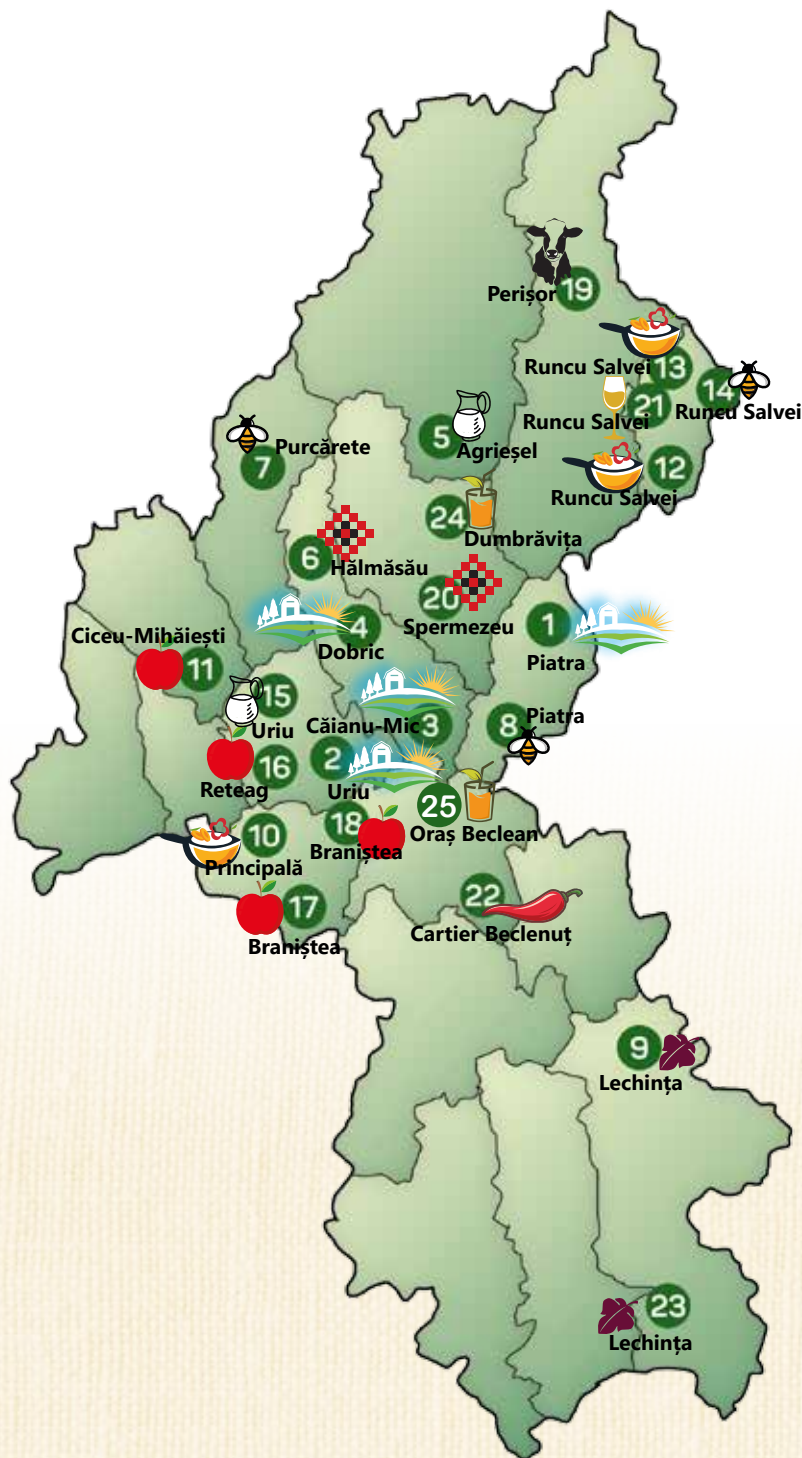 Perișor 19
Runcu Salvei 13
14
Runcu Salvei
Runcu Salvei 21
5
Agrieșel
Purcărete
7
12
Runcu Salvei
24
Dumbrăvița
6
Hălmăsău
20
Spermezeu
1
Piatra
4
Dobric
Ciceu-Mihăiești
11
15
Uriu
Căianu-Mic 3
8 Piatra
2
Uriu
16
Reteag
25
Oraș Beclean
18
Braniștea
10
Principală
17
Braniștea
22
Cartier Beclenuț
9
Lechința
23
Lechința